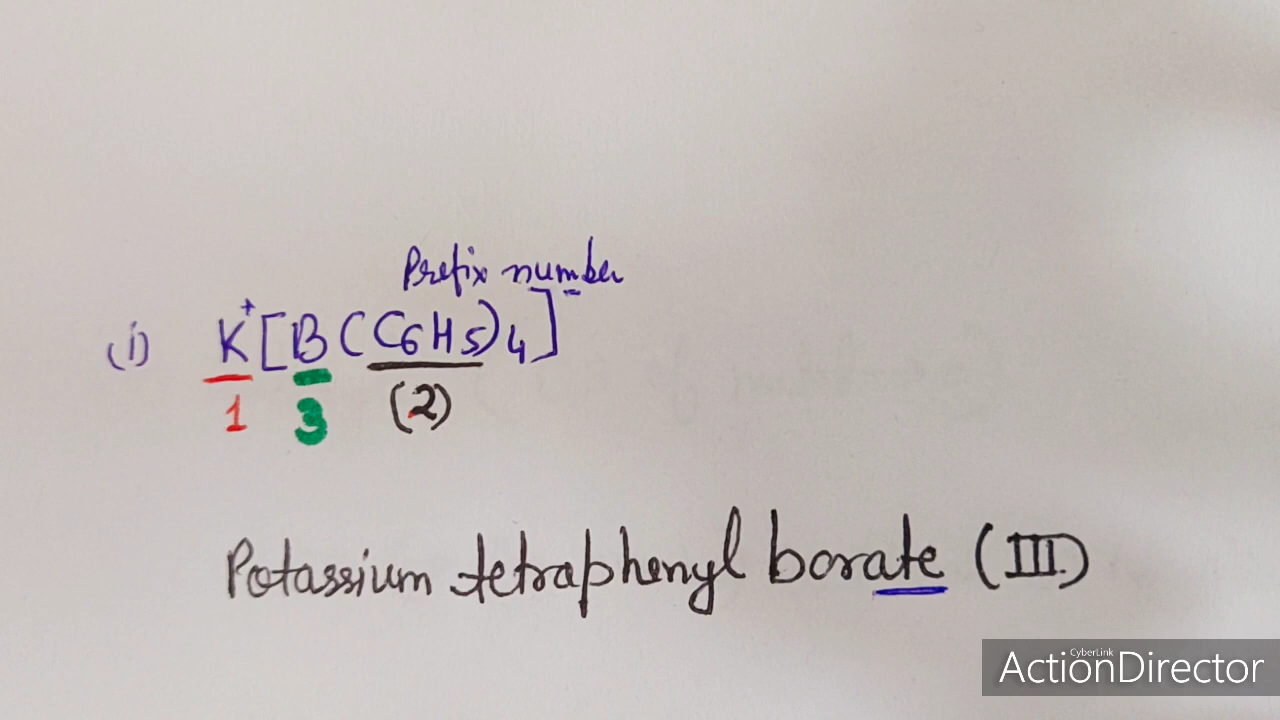 Prefix number
(i) K⁺[B(C₆H₅)₄]
1 3 (2)
Potassium tetraphenyl borate (III)
CyberLink
ActionDirector